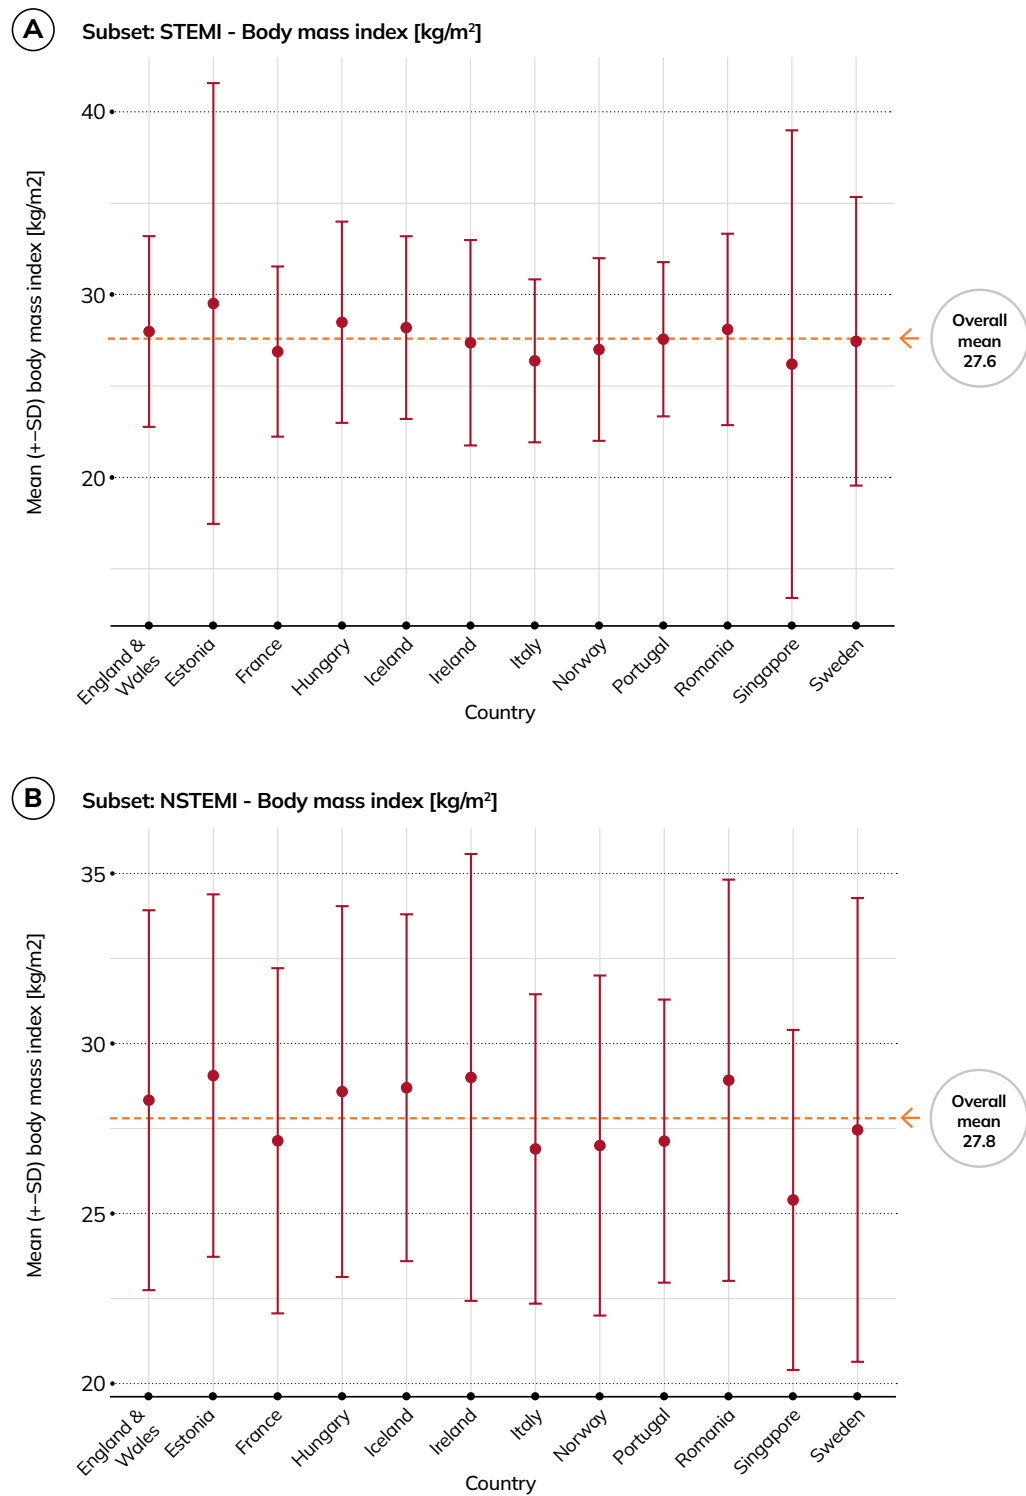 A
Subset: STEMI - Body mass index [kg/m²]
Mean (+−SD) body mass index [kg/m2]
40
30
20
Overall
mean
27.6
England &
Wales
Estonia
France
Hungary
Iceland
Ireland
Italy
Norway
Portugal
Romania
Singapore
Sweden
Country
B
Subset: NSTEMI - Body mass index [kg/m²]
Mean (+−SD) body mass index [kg/m2]
35
30
25
20
Overall
mean
27.8
England &
Wales
Estonia
France
Hungary
Iceland
Ireland
Italy
Norway
Portugal
Romania
Singapore
Sweden
Country